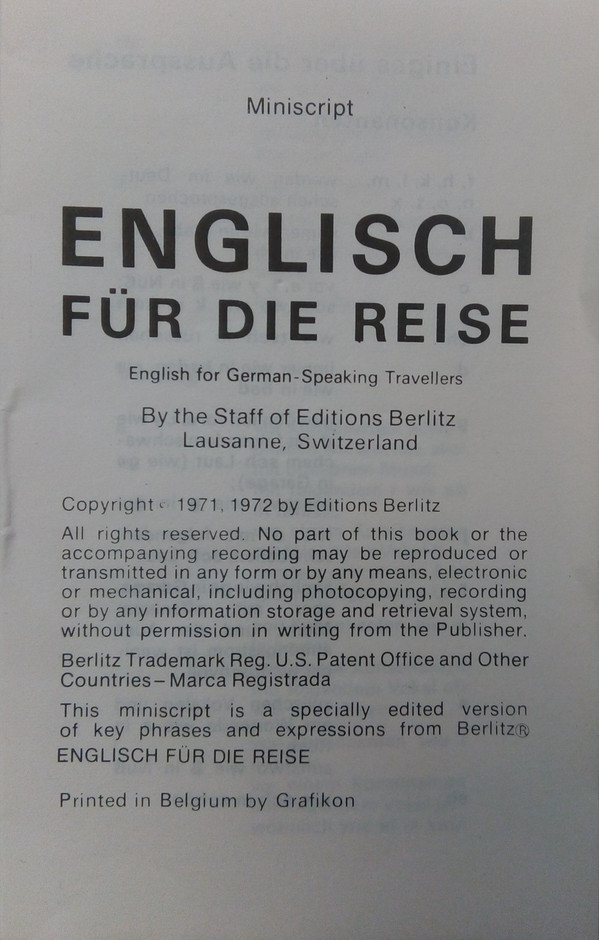 Miniscript
ENGLISCH
FÜR DIE REISE
English for German-Speaking Travellers
By the Staff of Editions Berlitz
Lausanne, Switzerland
Copyright © 1971, 1972 by Editions Berlitz
All rights reserved. No part of this book or the
accompanying recording may be reproduced or
transmitted in any form or by any means, electronic
or mechanical, including photocopying, recording
or by any information storage and retrieval system,
without permission in writing from the Publisher.
Berlitz Trademark Reg. U.S. Patent Office and Other
Countries – Marca Registrada
This miniscript is a specially edited version
of key phrases and expressions from Berlitz®
ENGLISCH FÜR DIE REISE
Printed in Belgium by Grafikon